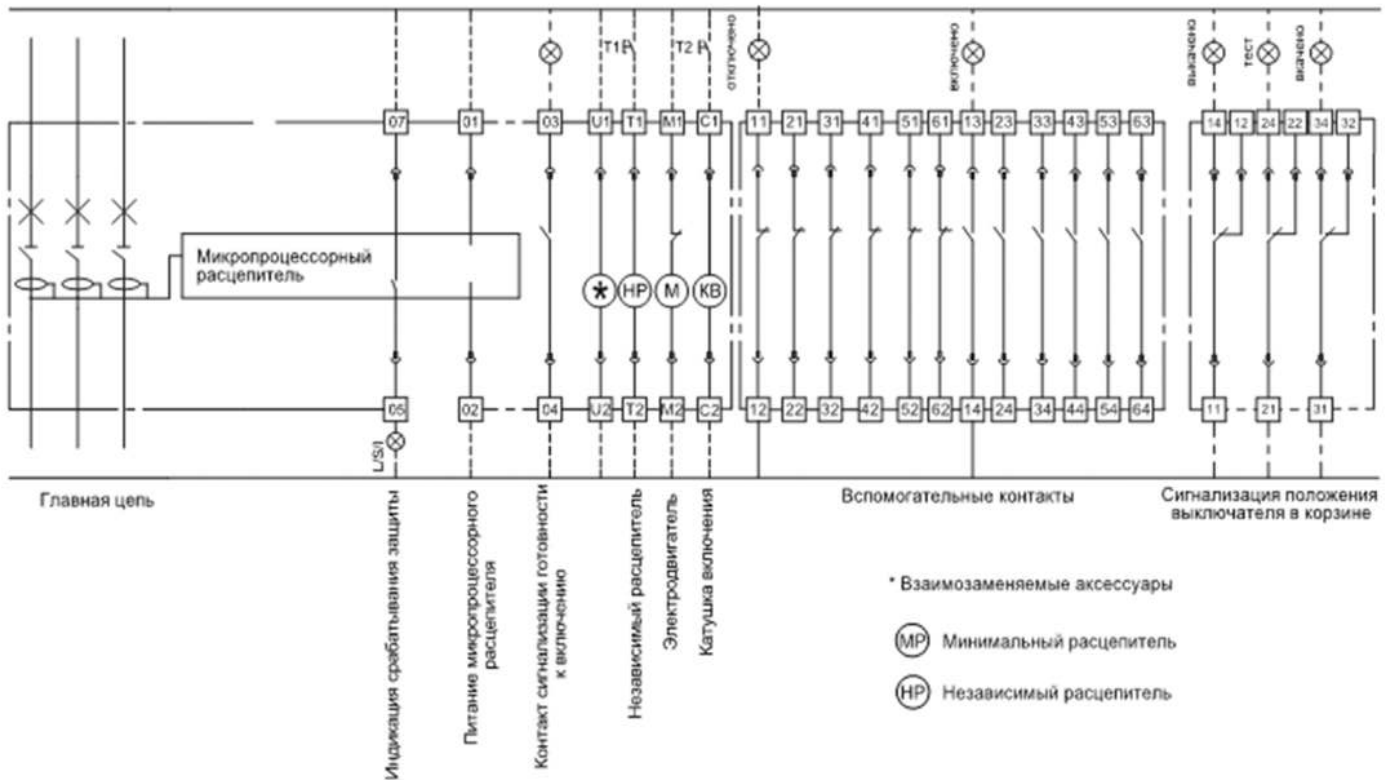 T1
T2
отключено
включено
выкачено
тест
вкачено
07
01
03
U1
T1
M1
C1
11
21
31
41
51
61
13
23
33
43
53
63
14
12
24
22
34
32
Микропроцессорный
расцепитель
*
НР
М
КВ
05
02
04
U2
T2
M2
C2
12
22
32
42
52
62
14
24
34
44
54
64
11
21
31
L/S/I
Главная цепь
Индикация срабатывания защиты
Питание микропроцессорного
расцепителя
Контакт сигнализации готовности
к включению
Независимый расцепитель
Электродвигатель
Катушка включения
Вспомогательные контакты
Сигнализация положения
выключателя в корзине
* Взаимозаменяемые аксессуары
МР
Минимальный расцепитель
НР
Независимый расцепитель